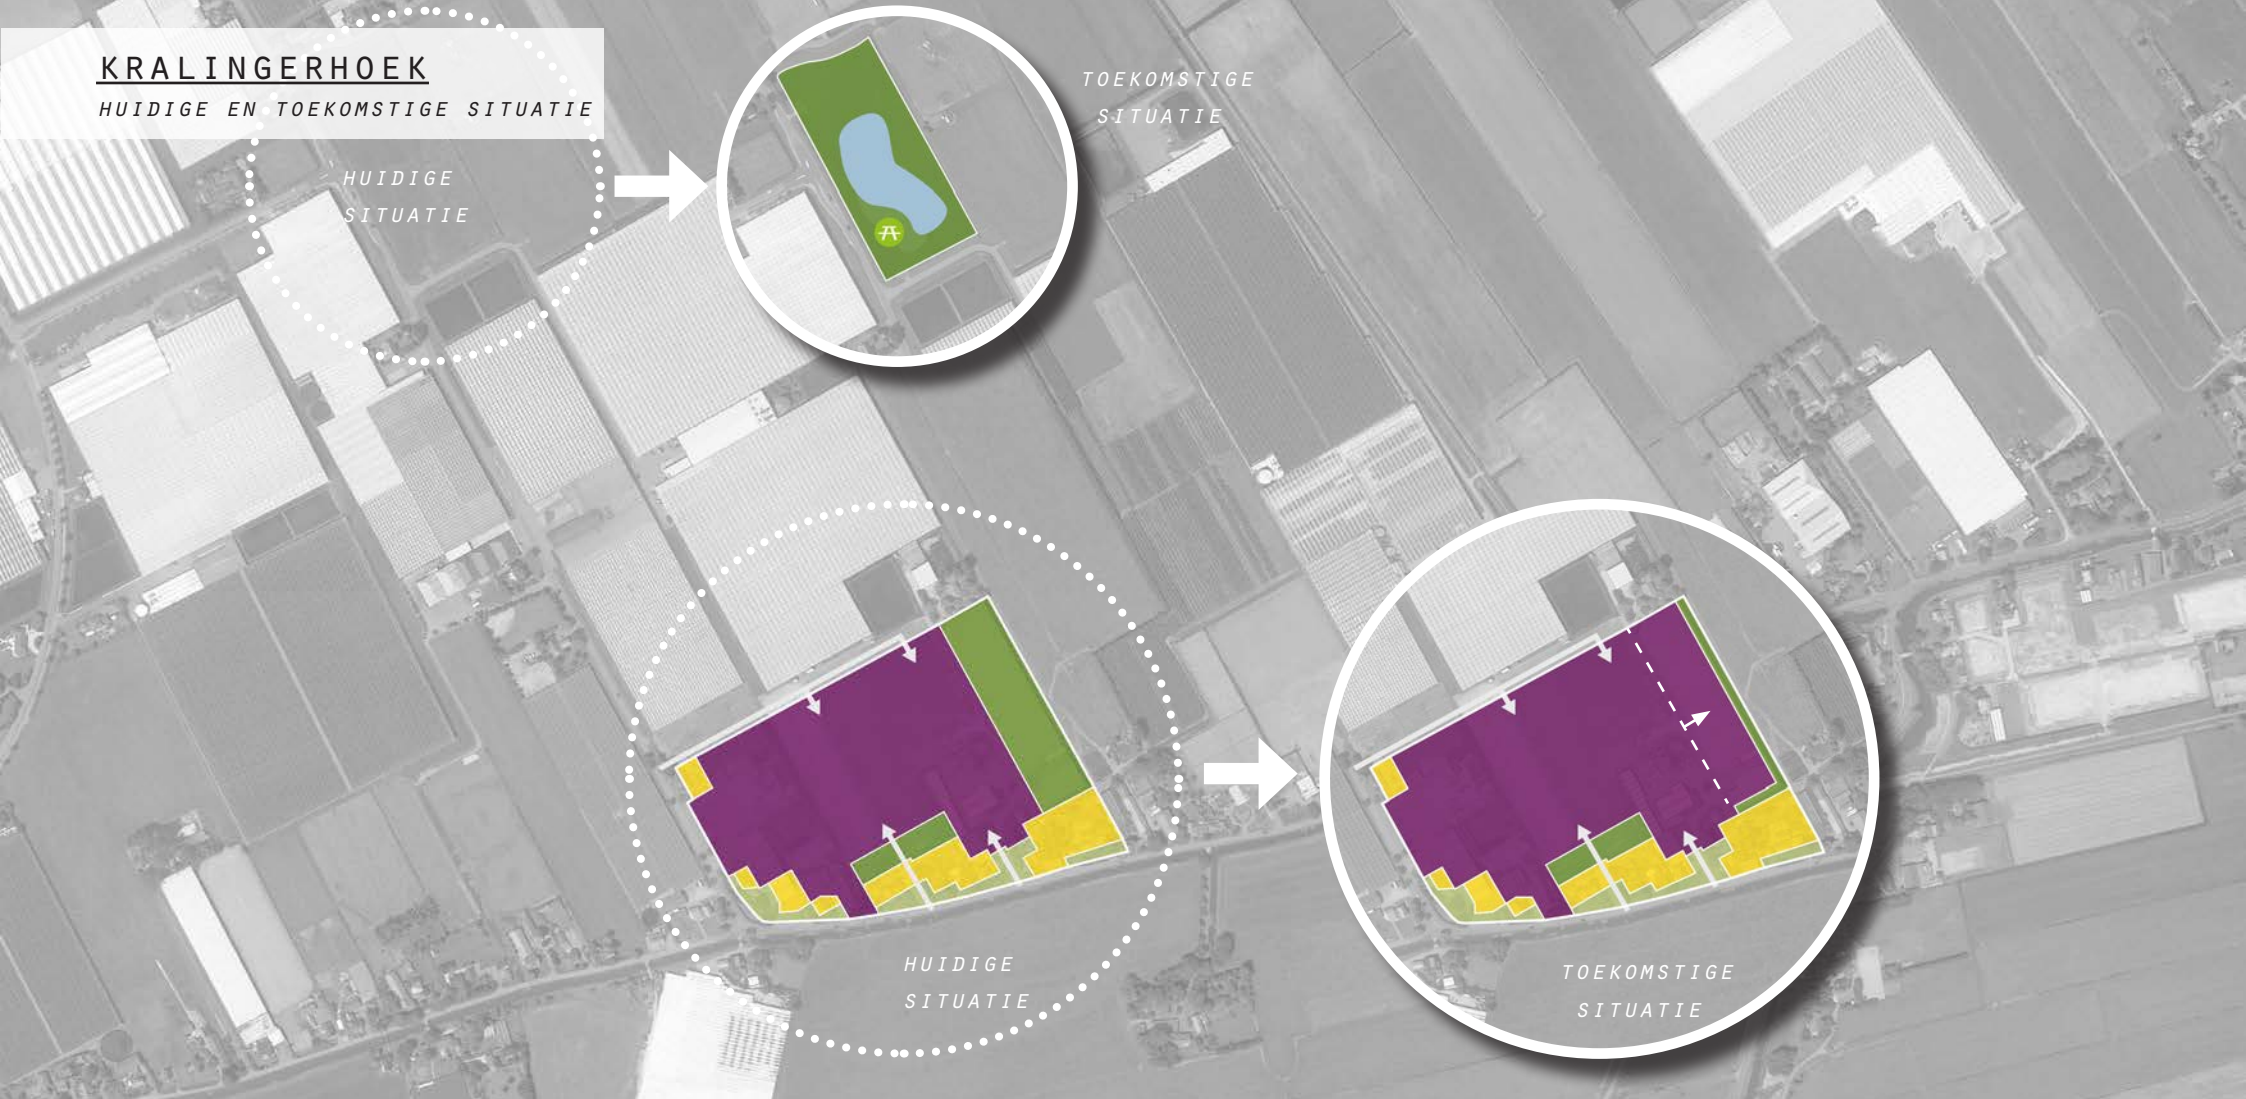 KRALINGERHOEK
HUIDIGE EN TOEKOMSTIGE SITUATIE
HUIDIGE
SITUATIE
TOEKOMSTIGE
SITUATIE
HUIDIGE
SITUATIE
TOEKOMSTIGE
SITUATIE